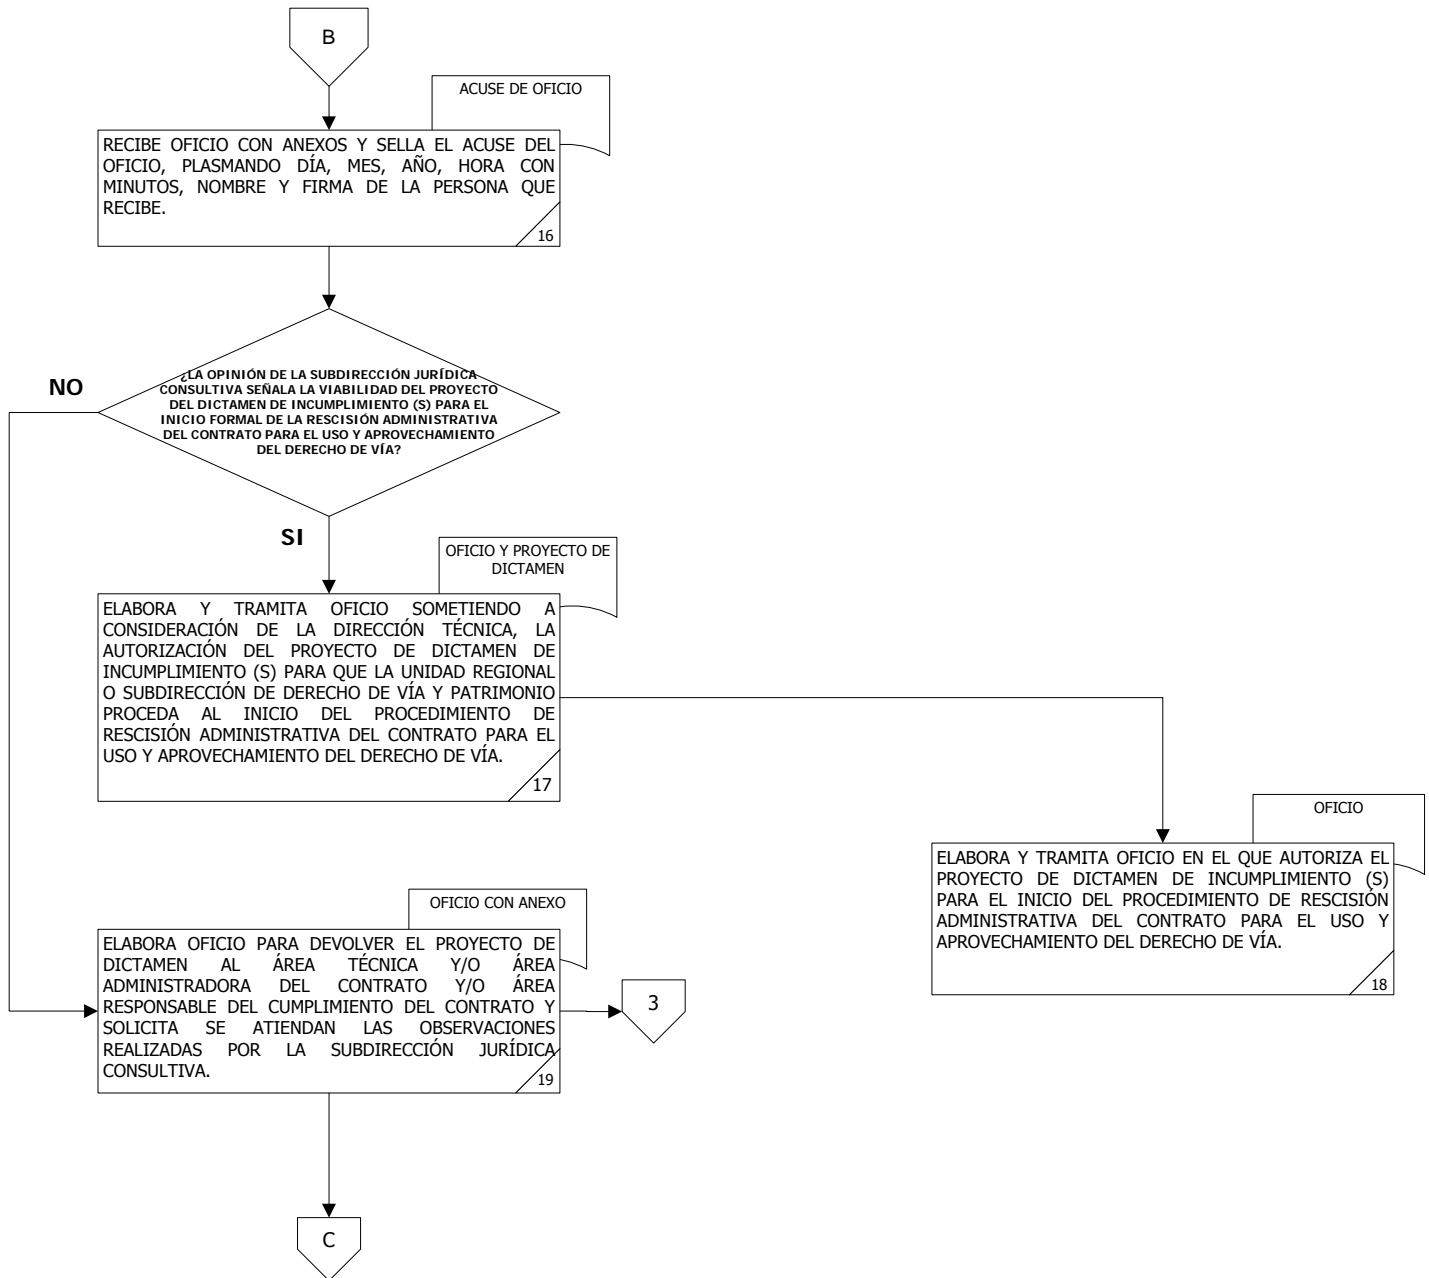 B
ACUSE DE OFICIO
RECIBE OFICIO CON ANEXOS Y SELLA EL ACUSE DEL
OFICIO, PLASMANDO DÍA, MES, AÑO, HORA CON
MINUTOS, NOMBRE Y FIRMA DE LA PERSONA QUE
RECIBE.
16
¿LA OPINIÓN DE LA SUBDIRECCIÓN JURÍDICA
CONSULTIVA SEÑALA LA VIABILIDAD DEL PROYECTO
DEL DICTAMEN DE INCUMPLIMIENTO (S) PARA EL
INICIO FORMAL DE LA RESCISIÓN ADMINISTRATIVA
DEL CONTRATO PARA EL USO Y APROVECHAMIENTO
DEL DERECHO DE VÍA?
NO
SI
OFICIO Y PROYECTO DE
DICTAMEN
ELABORA Y TRAMITA OFICIO SOMETIENDO A
CONSIDERACIÓN DE LA DIRECCIÓN TÉCNICA, LA
AUTORIZACIÓN DEL PROYECTO DE DICTAMEN DE
INCUMPLIMIENTO (S) PARA QUE LA UNIDAD REGIONAL
O SUBDIRECCIÓN DE DERECHO DE VÍA Y PATRIMONIO
PROCEDA AL INICIO DEL PROCEDIMIENTO DE
RESCISIÓN ADMINISTRATIVA DEL CONTRATO PARA EL
USO Y APROVECHAMIENTO DEL DERECHO DE VÍA.
17
OFICIO
ELABORA Y TRAMITA OFICIO EN EL QUE AUTORIZA EL
PROYECTO DE DICTAMEN DE INCUMPLIMIENTO (S)
PARA EL INICIO DEL PROCEDIMIENTO DE RESCISIÓN
ADMINISTRATIVA DEL CONTRATO PARA EL USO Y
APROVECHAMIENTO DEL DERECHO DE VÍA.
18
OFICIO CON ANEXO
ELABORA OFICIO PARA DEVOLVER EL PROYECTO DE
DICTAMEN AL ÁREA TÉCNICA Y/O ÁREA
ADMINISTRADORA DEL CONTRATO Y/O ÁREA
RESPONSABLE DEL CUMPLIMIENTO DEL CONTRATO Y
SOLICITA SE ATIENDAN LAS OBSERVACIONES
REALIZADAS POR LA SUBDIRECCIÓN JURÍDICA
CONSULTIVA.
19
3
C